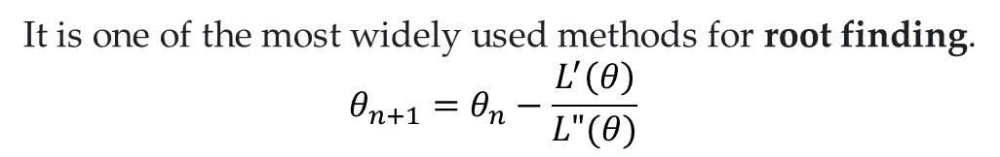 It is one of the most widely used methods for root finding.
θₙ₊₁ = θₙ − L′(θ) / L"(θ)